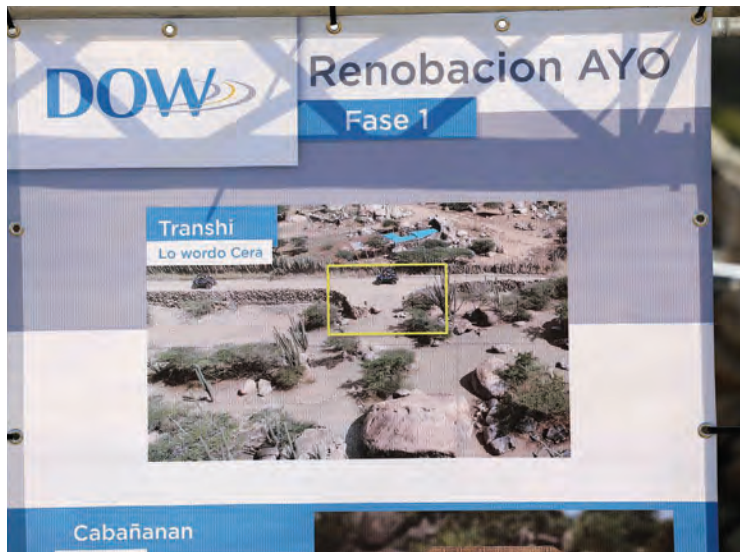 DOW
Renobacion AYO
Fase 1
Transhi
Lo wordo Cera
Cabañanan